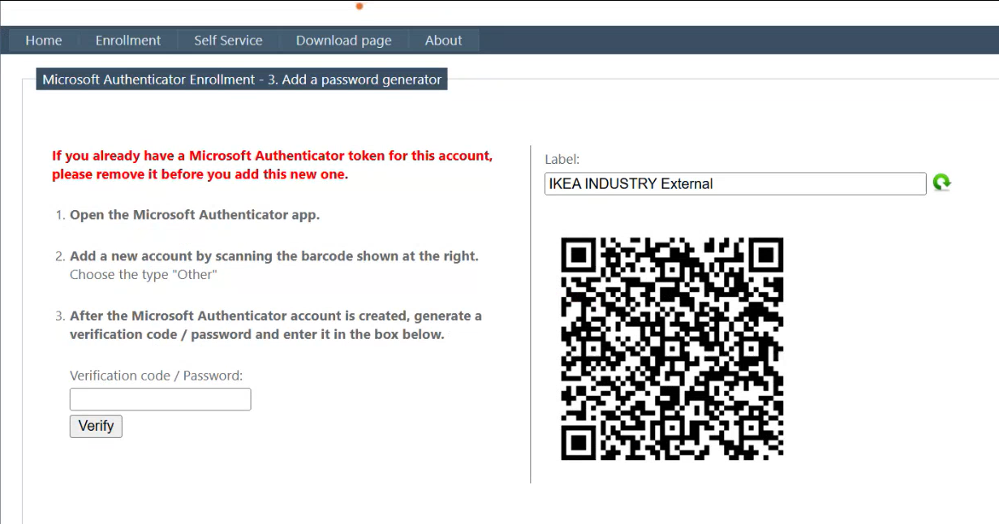 Home Enrollment Self Service Download page About
Microsoft Authenticator Enrollment - 3. Add a password generator
If you already have a Microsoft Authenticator token for this account,
please remove it before you add this new one.
1. Open the Microsoft Authenticator app.
2. Add a new account by scanning the barcode shown at the right.
Choose the type "Other"
3. After the Microsoft Authenticator account is created, generate a
verification code / password and enter it in the box below.
Verification code / Password:
Verify
Label:
IKEA INDUSTRY External